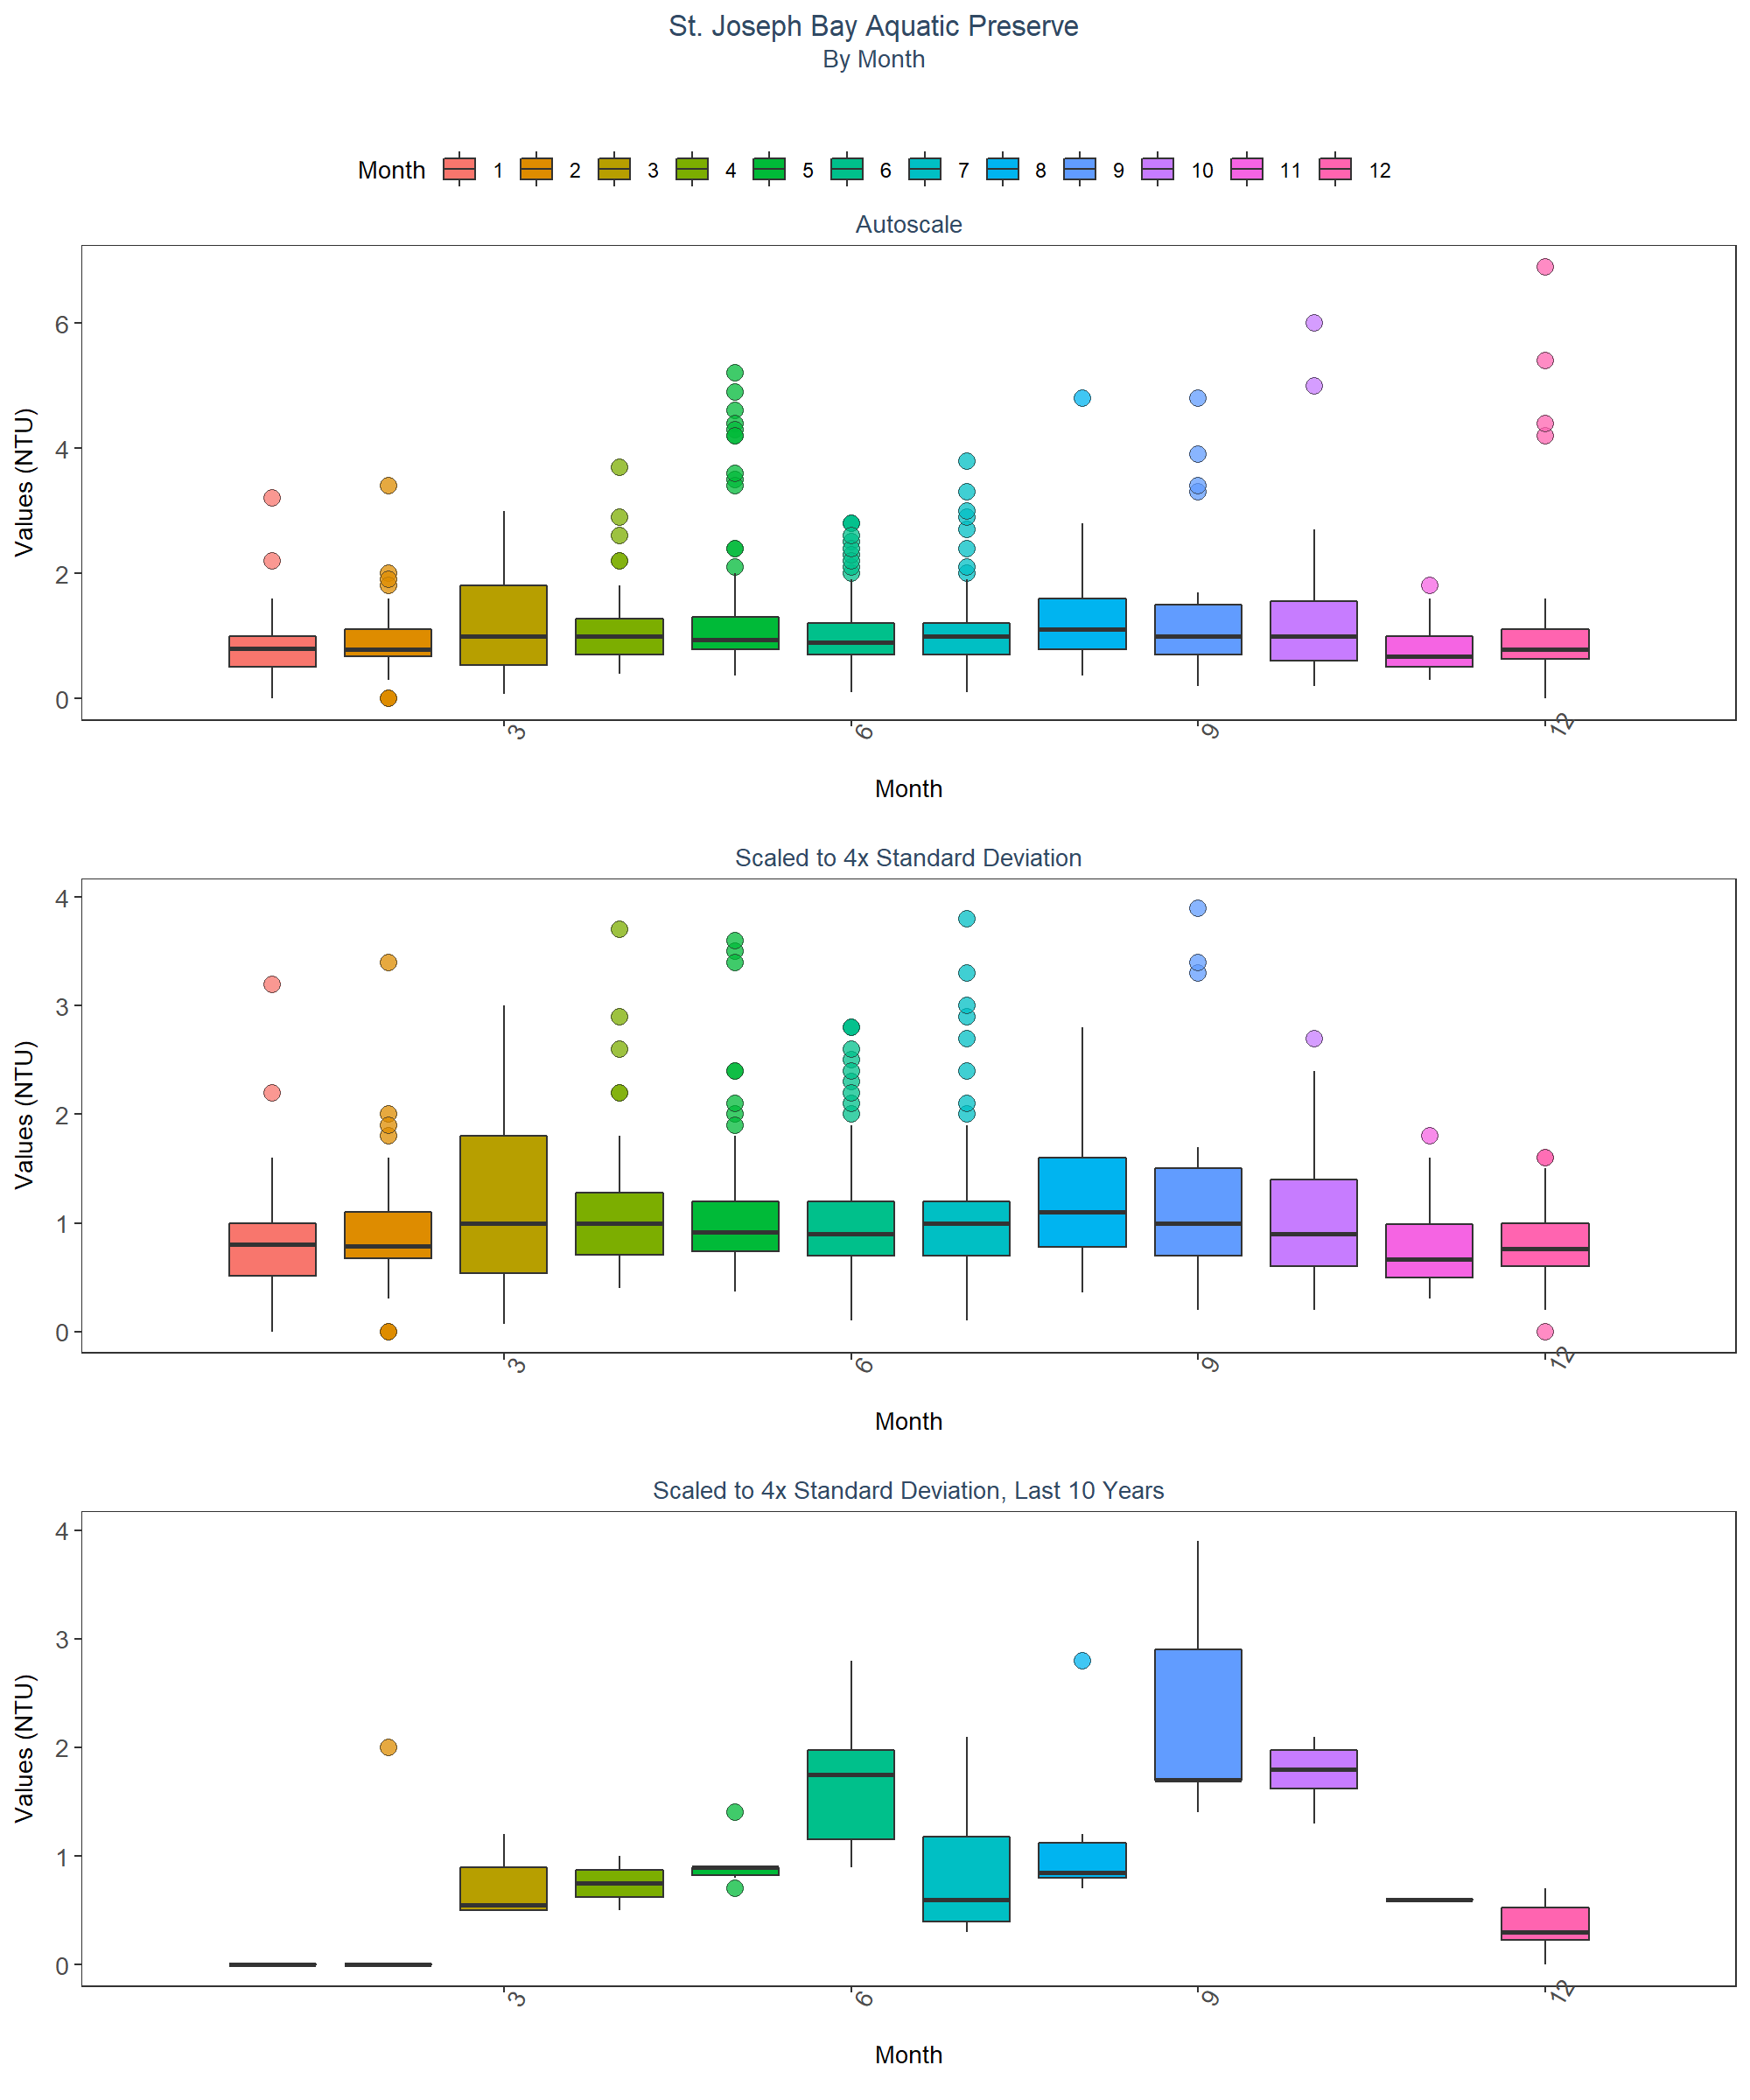 St. Joseph Bay Aquatic Preserve
By Month
Month 1 2 3 4 5 6 7 8 9 10 11 12
Autoscale
Values (NTU)
6
4
2
0
3 6 9 12
Month
Scaled to 4x Standard Deviation
Values (NTU)
4
3
2
1
0
3 6 9 12
Month
Scaled to 4x Standard Deviation, Last 10 Years
Values (NTU)
4
3
2
1
0
3 6 9 12
Month